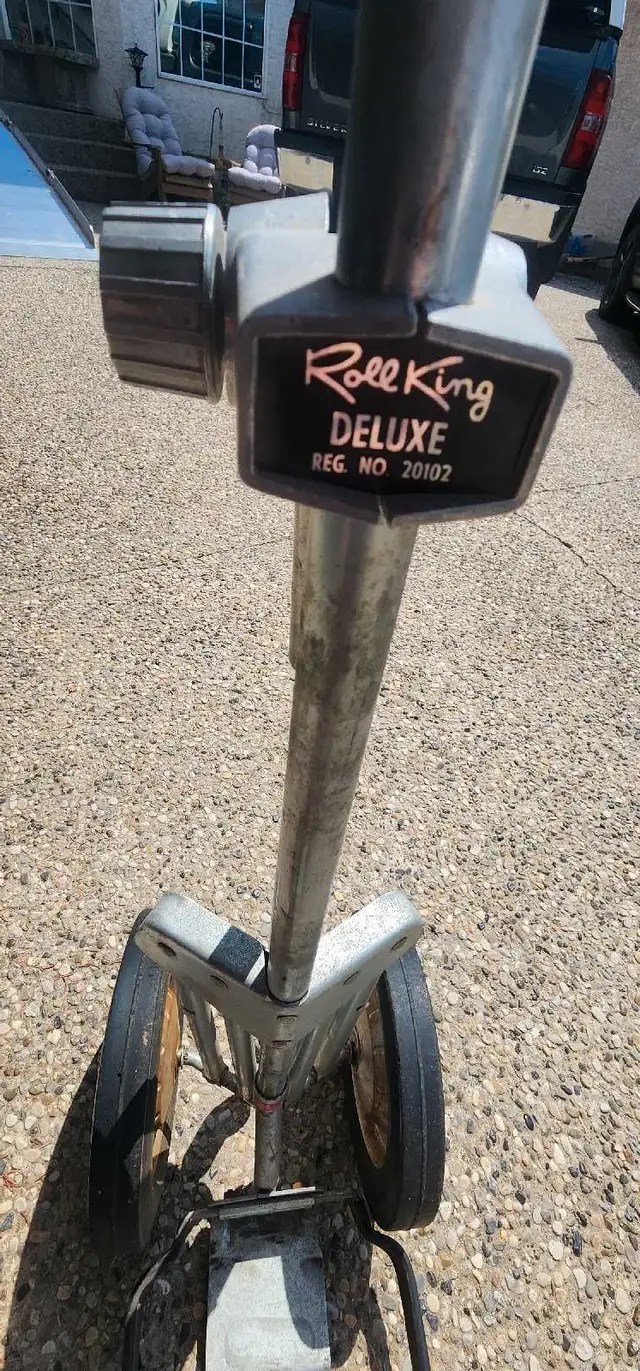 Roll King
DELUXE
REG. NO. 20102